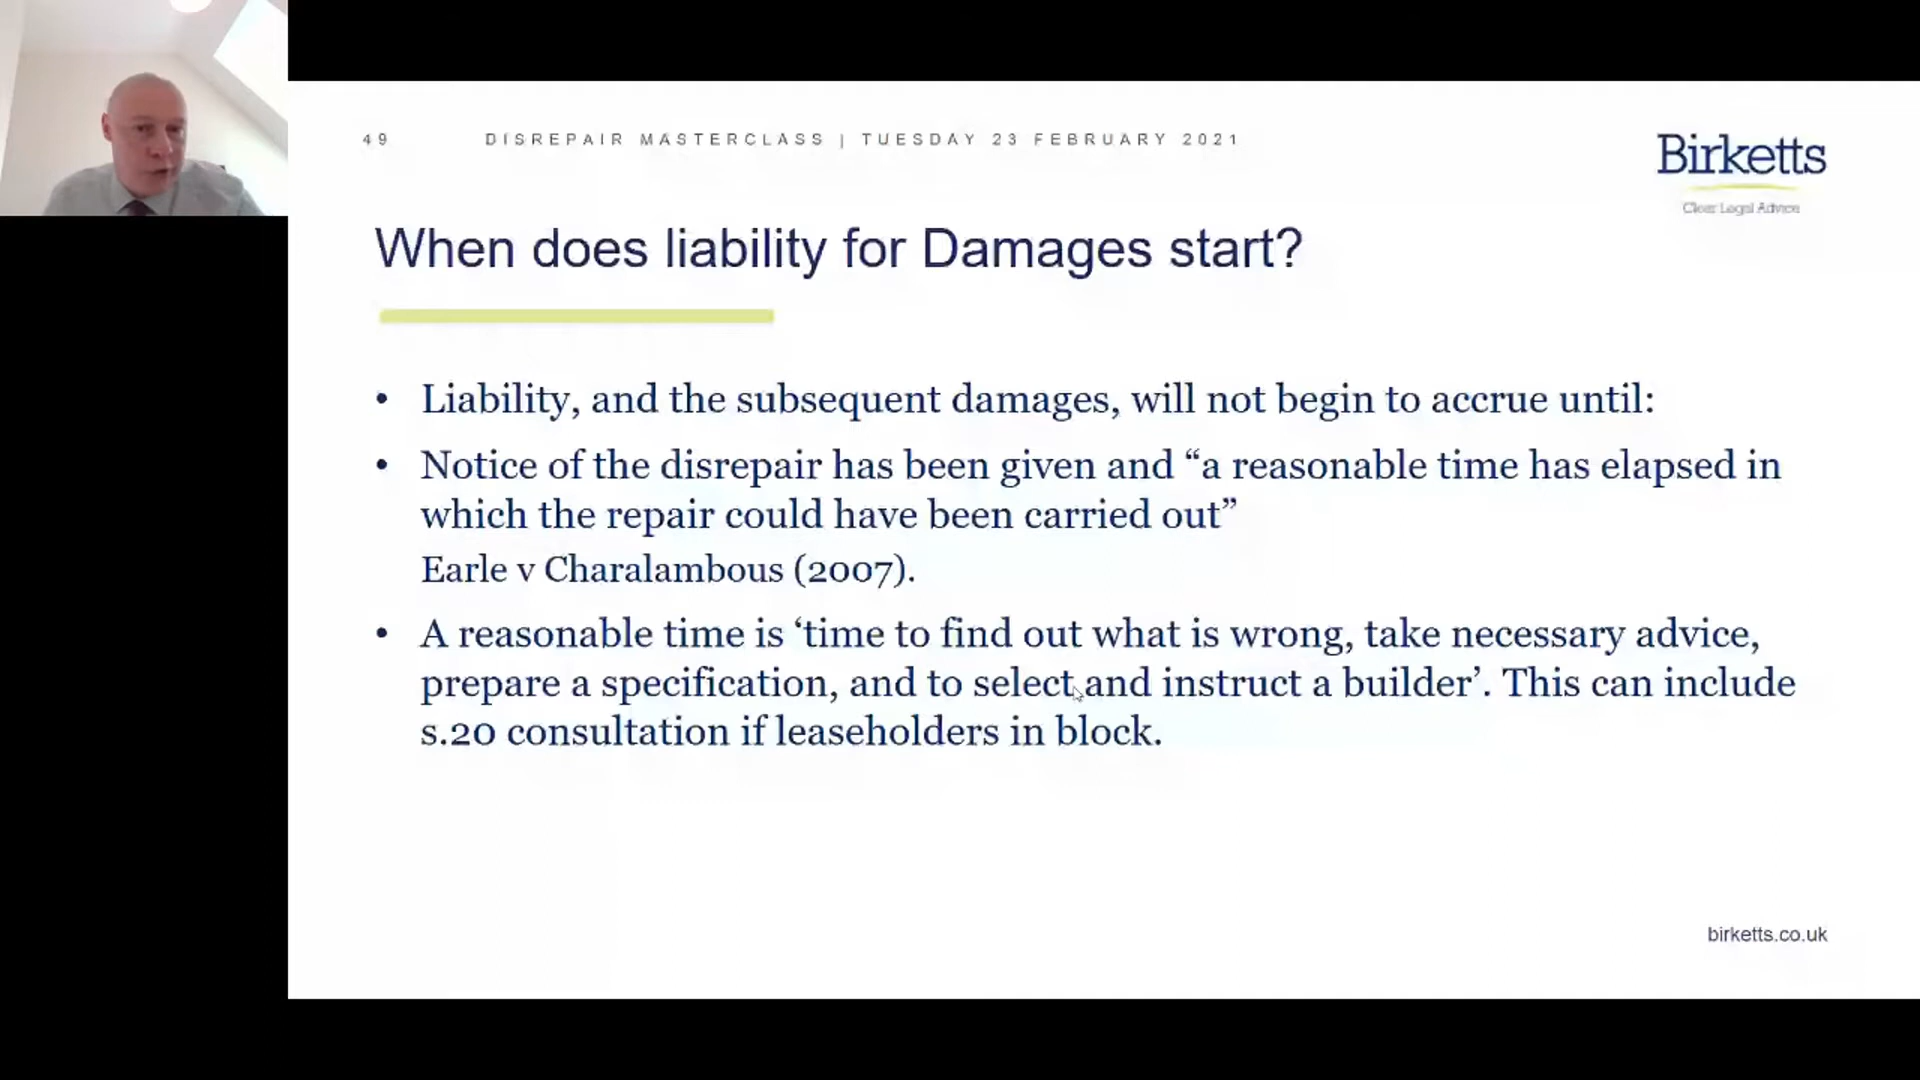 49 DISREPAIR MASTERCLASS | TUESDAY 23 FEBRUARY 2021
Birketts
Clear Legal Advice
When does liability for Damages start?
• Liability, and the subsequent damages, will not begin to accrue until:
• Notice of the disrepair has been given and “a reasonable time has elapsed in
which the repair could have been carried out”
Earle v Charalambous (2007).
• A reasonable time is ‘time to find out what is wrong, take necessary advice,
prepare a specification, and to select and instruct a builder’. This can include
s.20 consultation if leaseholders in block.
birketts.co.uk